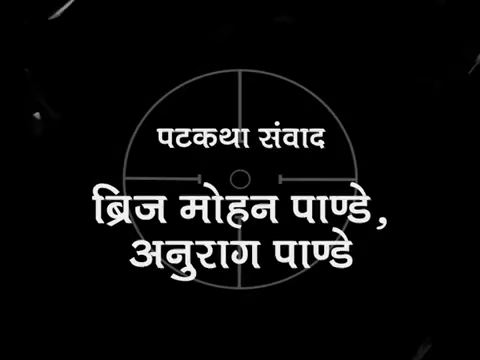 पटकथा संवाद
ब्रिज मोहन पाण्डे,
अनुराग पाण्डे